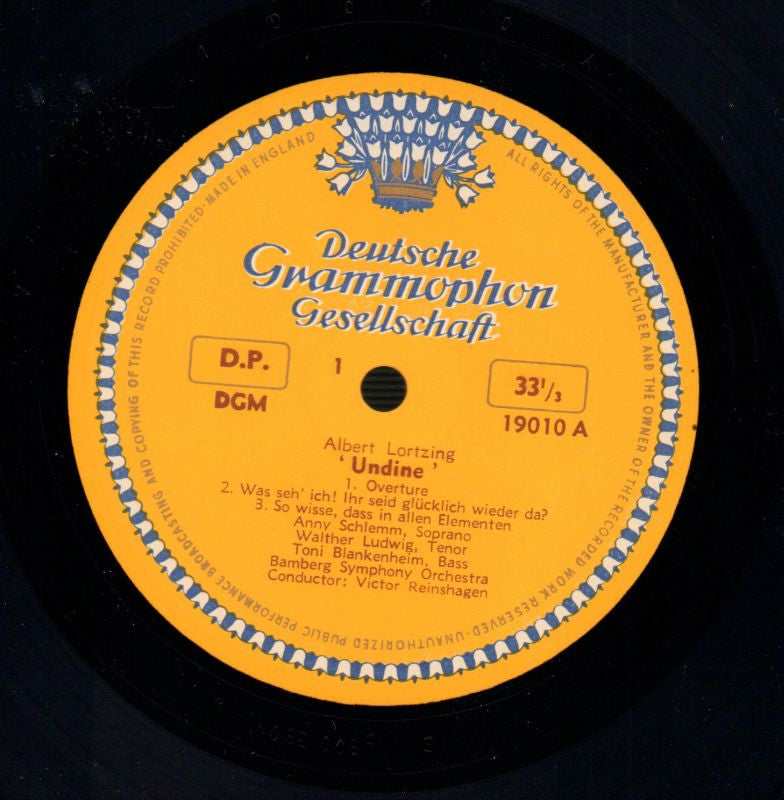 UNAUTHORIZED PUBLIC PERFORMANCE BROADCASTING AND COPYING OF THIS RECORD PROHIBITED · MADE IN ENGLAND
ALL RIGHTS OF THE MANUFACTURER AND THE OWNER OF THE RECORDED WORK RESERVED ·
Deutsche
Grammophon
Gesellschaft
D.P.
1
33 1/3
DGM
19010 A
Albert Lortzing
'Undine'
1. Overture
2. Was seh' ich! Ihr seid glücklich wieder da?
3. So wisse, dass in allen Elementen
Anny Schlemm, Soprano
Walther Ludwig, Tenor
Toni Blankenheim, Bass
Bamberg Symphony Orchestra
Conductor: Victor Reinshagen